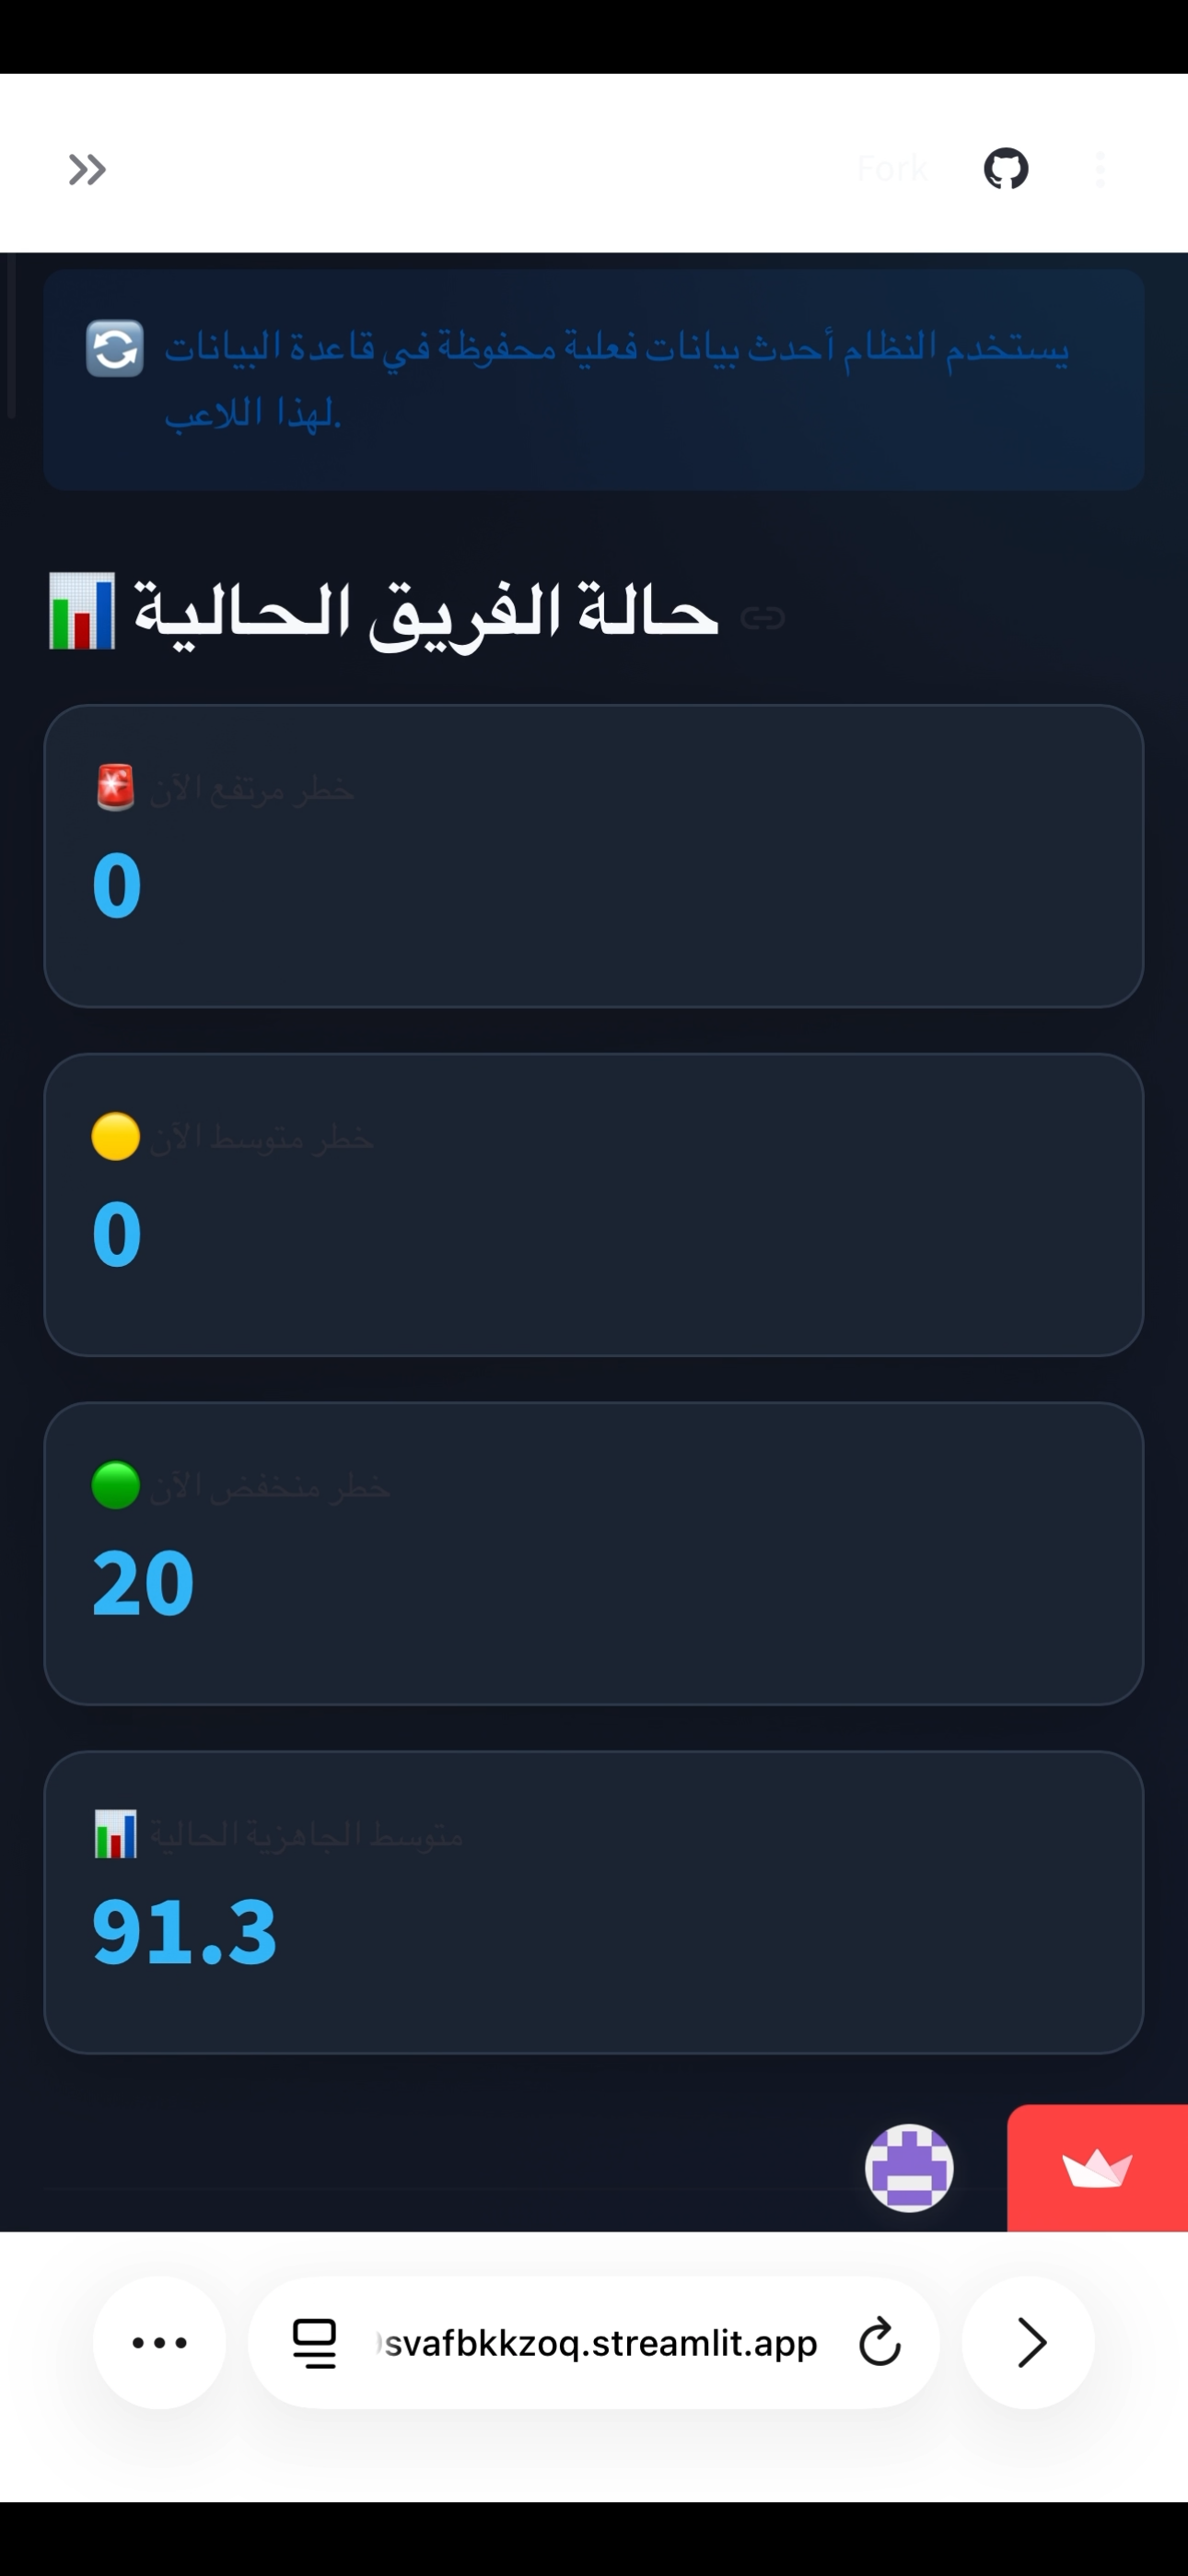 Fork
يستخدم النظام أحدث بيانات فعلية محفوظة في قاعدة البيانات
لهذا اللاعب.
حالة الفريق الحالية
خطر مرتفع الآن
0
خطر متوسط الآن
0
خطر منخفض الآن
20
متوسط الجاهزية الحالية
91.3
svafbkkzoq.streamlit.app